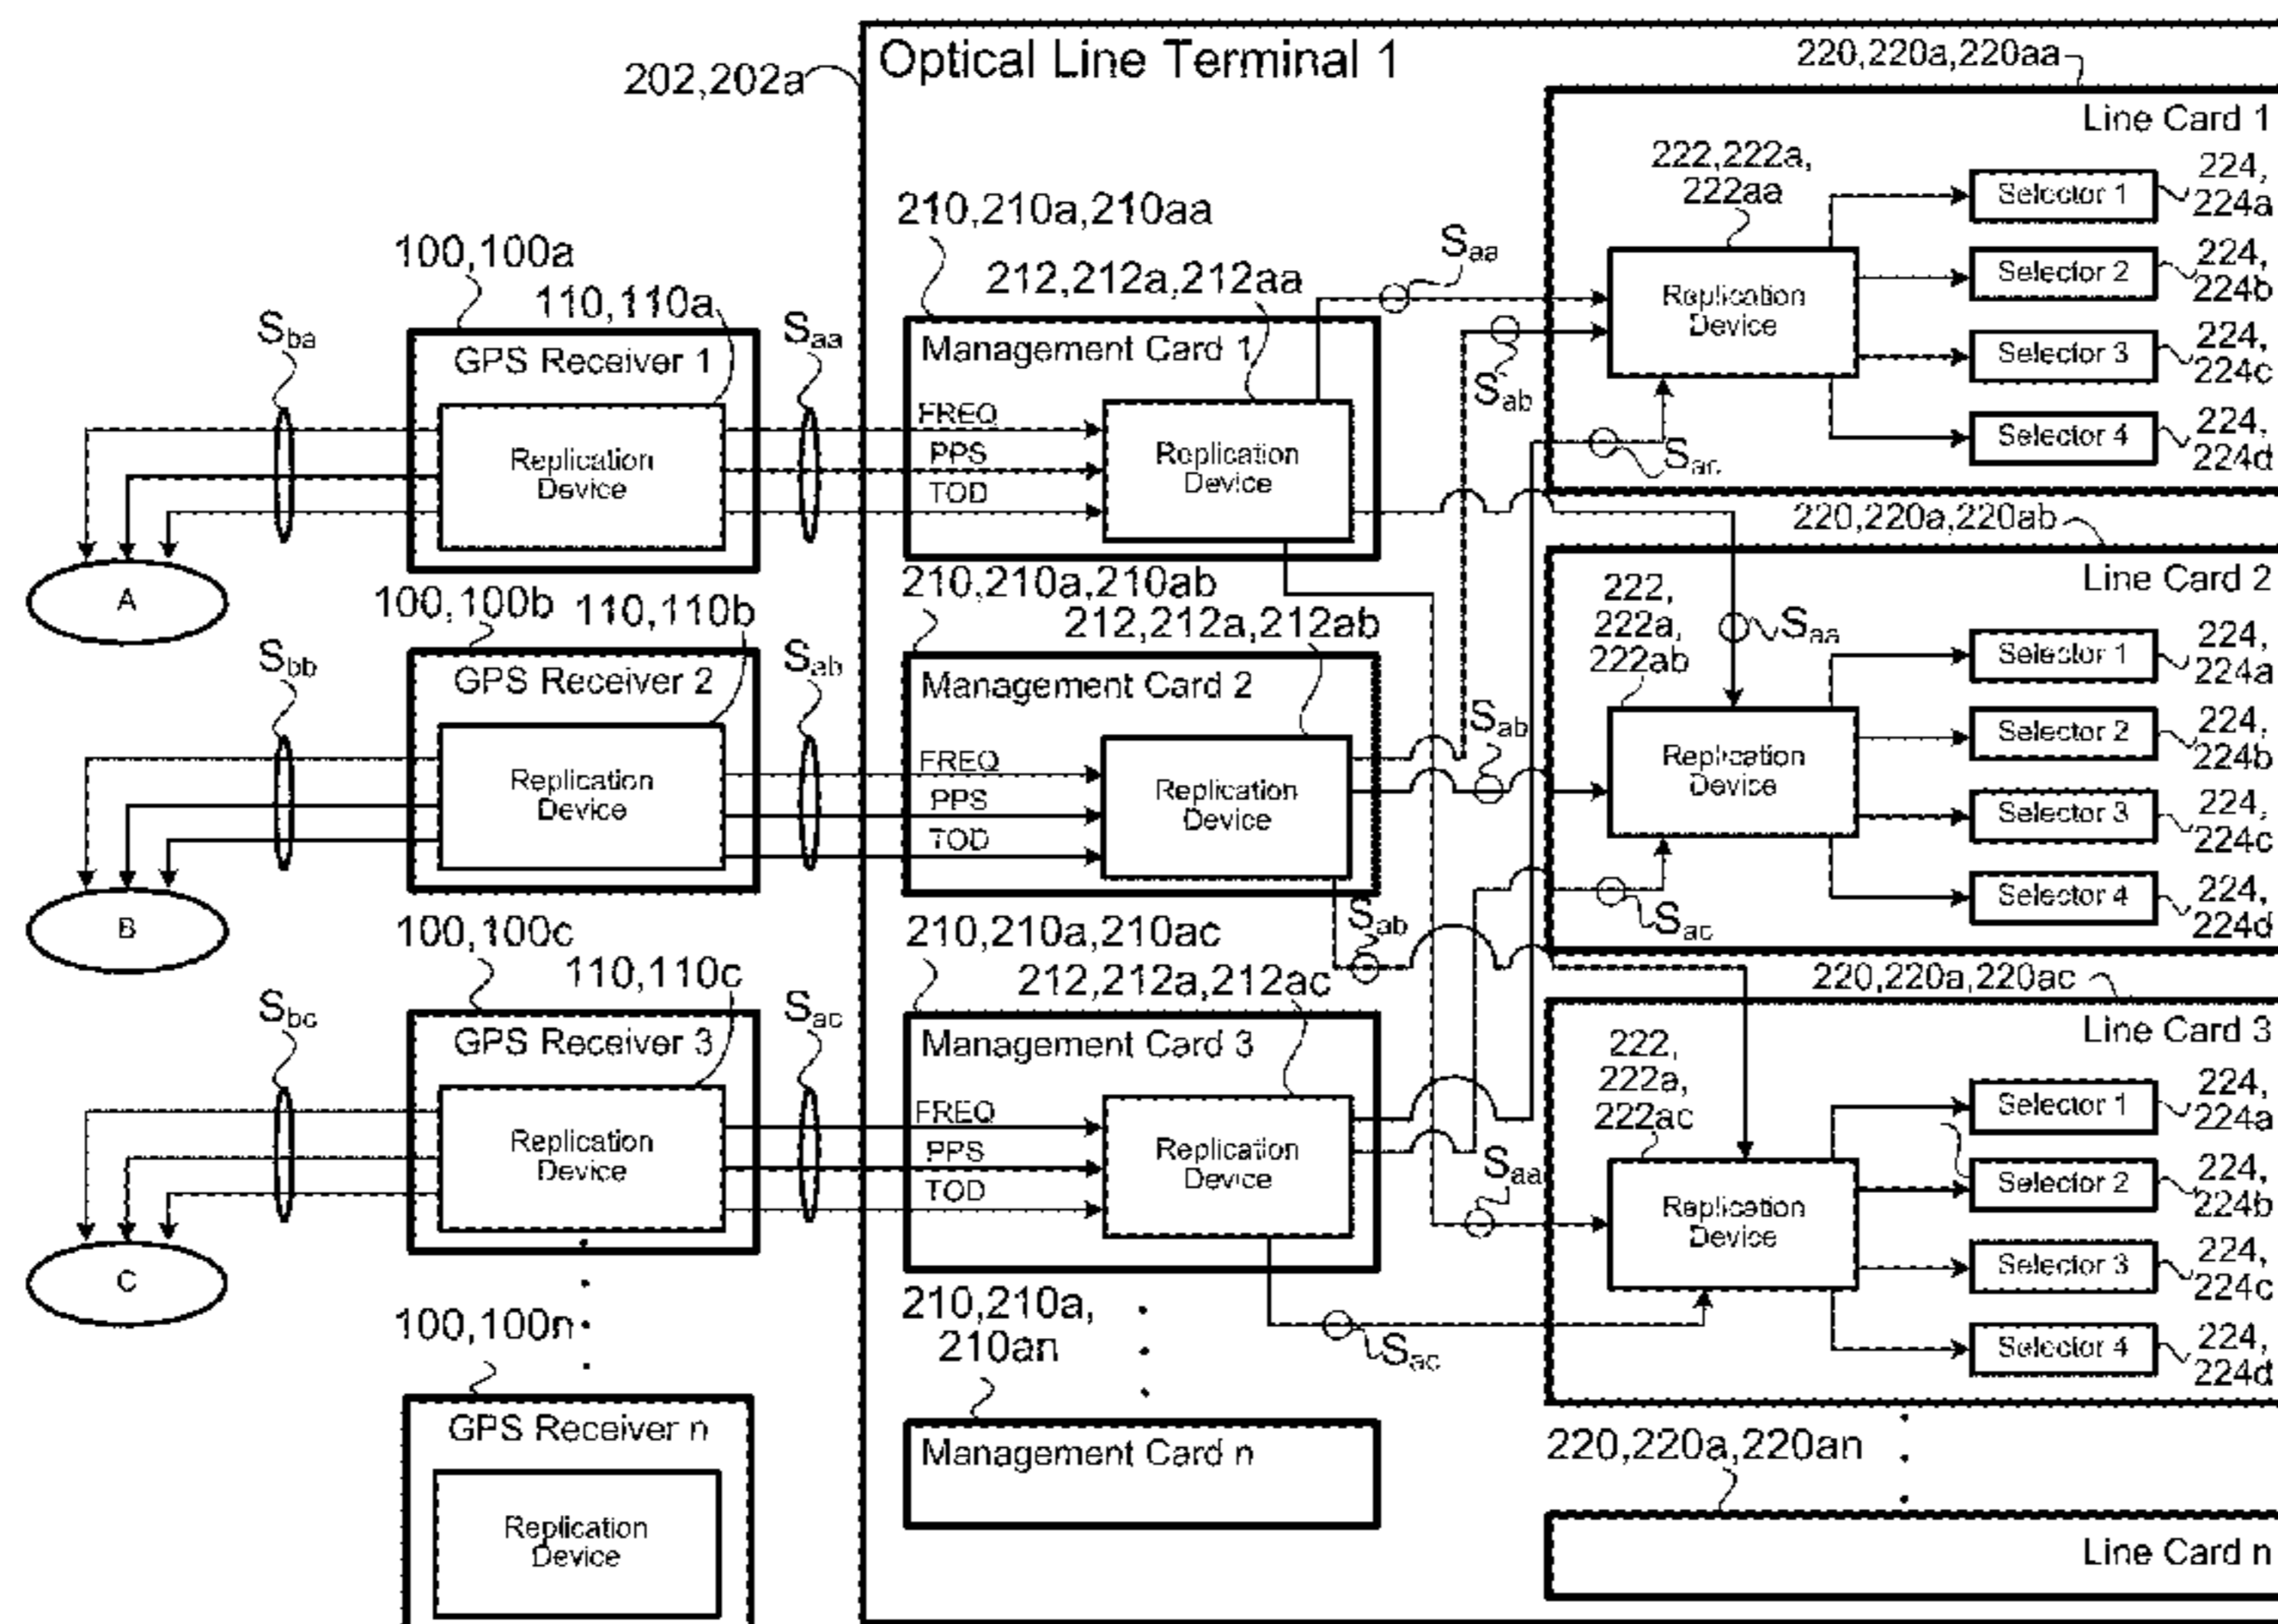 Optical Line Terminal 1
202,202a
220,220a,220aa
Line Card 1
222,222a,
222aa
Replication
Device
Selector 1
224,
224a
Selector 2
224,
224b
Selector 3
224,
224c
Selector 4
224,
224d
100,100a
110,110a
Sba
GPS Receiver 1
Replication
Device
Saa
A
210,210a,210aa
212,212a,212aa
Management Card 1
FREQ
PPS
TOD
Replication
Device
Saa
Sab
Sac
220,220a,220ab
Line Card 2
222,
222a,
222ab
Saa
Replication
Device
Selector 1
224,
224a
Selector 2
224,
224b
Selector 3
224,
224c
Selector 4
224,
224d
100,100b
110,110b
Sbb
GPS Receiver 2
Replication
Device
Sab
B
210,210a,210ab
212,212a,212ab
Management Card 2
FREQ
PPS
TOD
Replication
Device
Sab
Sab
Sac
220,220a,220ac
Line Card 3
222,
222a,
222ac
Replication
Device
Selector 1
224,
224a
Selector 2
224,
224b
Selector 3
224,
224c
Selector 4
224,
224d
100,100c
110,110c
Sbc
GPS Receiver 3
Replication
Device
Sac
C
210,210a,210ac
212,212a,212ac
Management Card 3
FREQ
PPS
TOD
Replication
Device
Saa
Sac
100,100n
GPS Receiver n
Replication
Device
210,210a,
210an
Management Card n
220,220a,220an
Line Card n